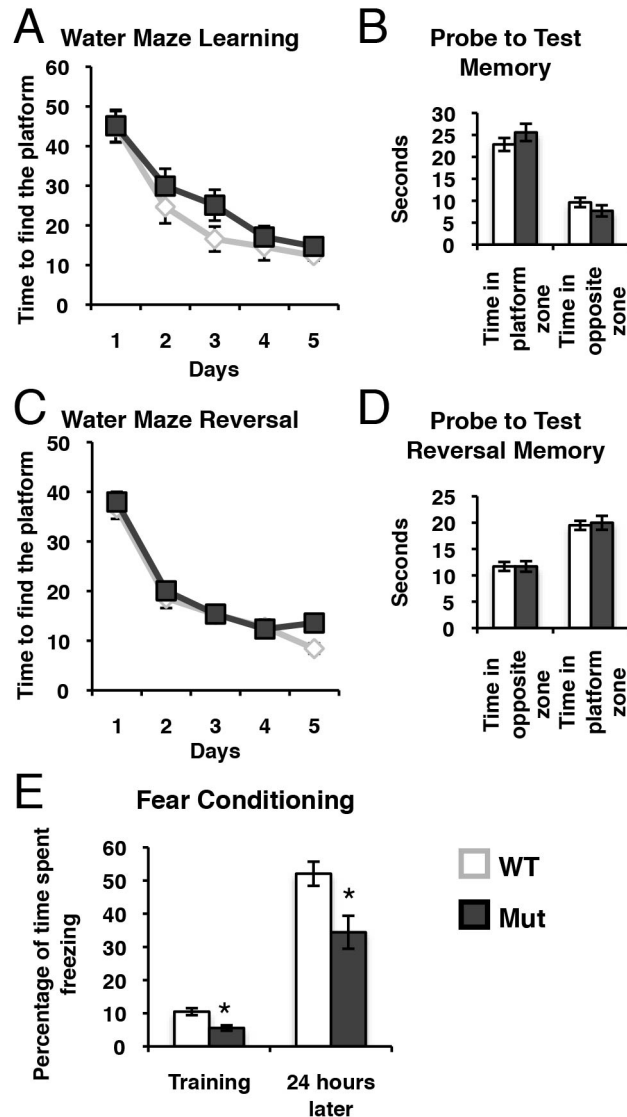 A
Water Maze Learning
Time to find the platform
60
50
40
30
20
10
0
1 2 3 4 5
Days
B
Probe to Test
Memory
Seconds
30
25
20
15
10
5
0
Time in
platform
zone
Time in
opposite
zone
C
Water Maze Reversal
Time to find the platform
50
40
30
20
10
0
1 2 3 4 5
Days
D
Probe to Test
Reversal Memory
Seconds
25
20
15
10
5
0
Time in
opposite
zone
Time in
platform
zone
E
Fear Conditioning
Percentage of time spent
freezing
60
50
40
30
20
10
0
*
*
Training
24 hours
later
WT
Mut